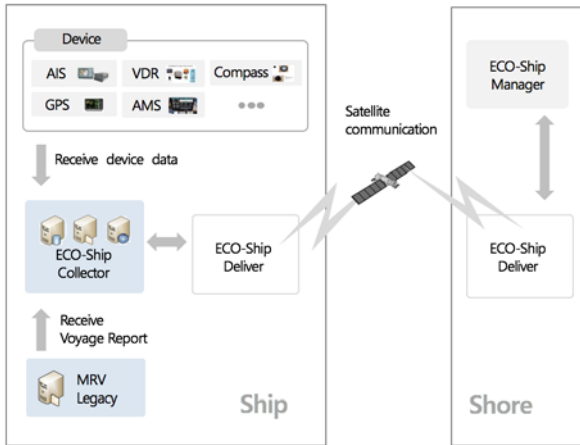 Device
AIS
VDR
Compass
GPS
AMS
Receive device data
ECO-Ship
Collector
ECO-Ship
Deliver
Receive
Voyage Report
MRV
Legacy
Ship
Satellite
communication
ECO-Ship
Manager
ECO-Ship
Deliver
Shore